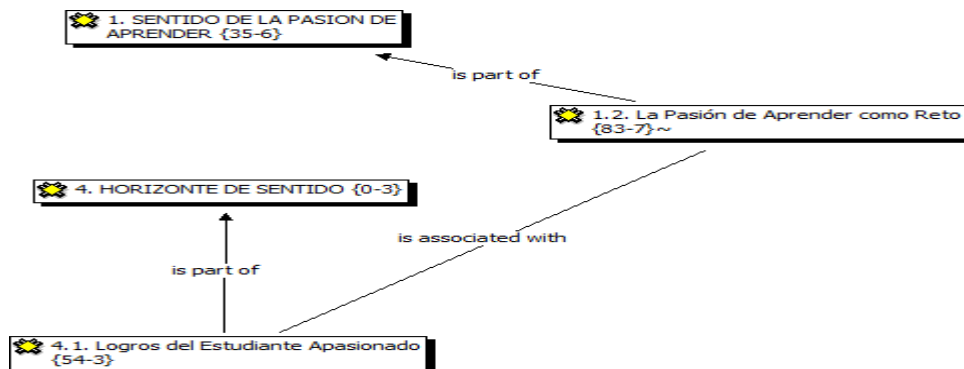 1. SENTIDO DE LA PASION DE
APRENDER {35-6}
is part of
1.2. La Pasión de Aprender como Reto
{83-7}~
4. HORIZONTE DE SENTIDO {0-3}
is associated with
is part of
4.1. Logros del Estudiante Apasionado
{54-3}